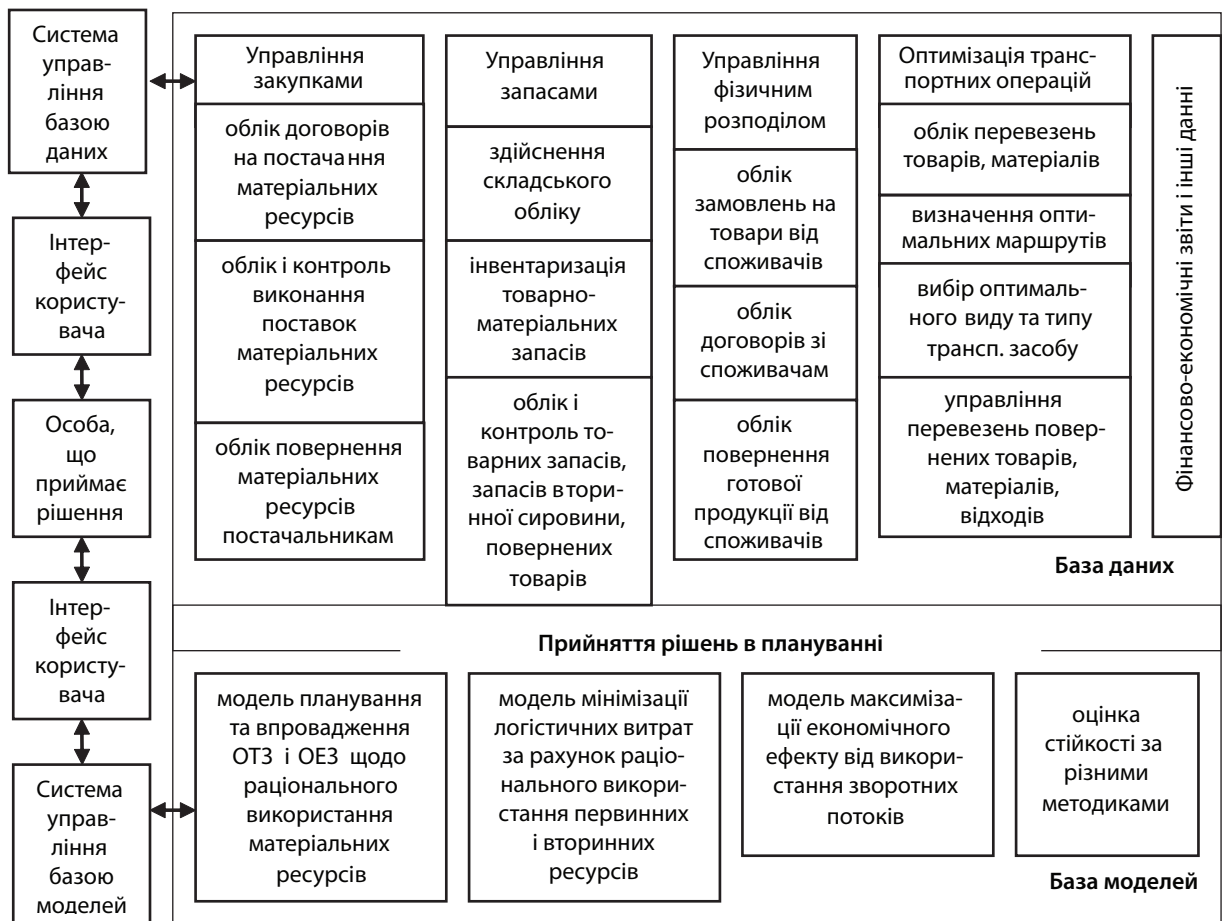 Система
управ-
ління
базою
даних
Інтер-
фейс
користу-
вача
Особа,
що
приймає
рішення
Інтер-
фейс
користу-
вача
Система
управ-
ління
базою
моделей
Управління
закупками
облік договорів
на постачання
матеріальних
ресурсів
облік і контроль
виконання
поставок
матеріальних
ресурсів
облік повернення
матеріальних
ресурсів
постачальникам
Управління
запасами
здійснення
складського
обліку
інвентаризація
товарно-
матеріальних
запасів
облік і
контроль то-
варних запасів,
запасів втори-
инної сировини,
повернених
товарів
Управління
фізичним
розподілом
облік
замовлень на
товари від
споживачів
облік
договорів зі
споживачам
облік
повернення
готової
продукції від
споживачів
Оптимізація транс-
портних операцій
облік перевезень
товарів, матеріалів
визначення опти-
мальних маршрутів
вибір оптималь-
ного виду та типу
трансп. засобу
управління
перевезень повер-
нених товарів,
матеріалів,
відходів
Фінансово-економічні звіти і інші данні
База даних
Прийняття рішень в плануванні
модель планування
та впровадження
ОТЗ і ОЕЗ щодо
раціонального
використання
матеріальних
ресурсів
модель мінімізації
логістичних витрат
за рахунок раціо-
нального викори-
стання первинних
і вторинних
ресурсів
модель максиміза-
ції економічного
ефекту від викори-
стання зворотних
потоків
оцінка
стійкості за
різними
методиками
База моделей